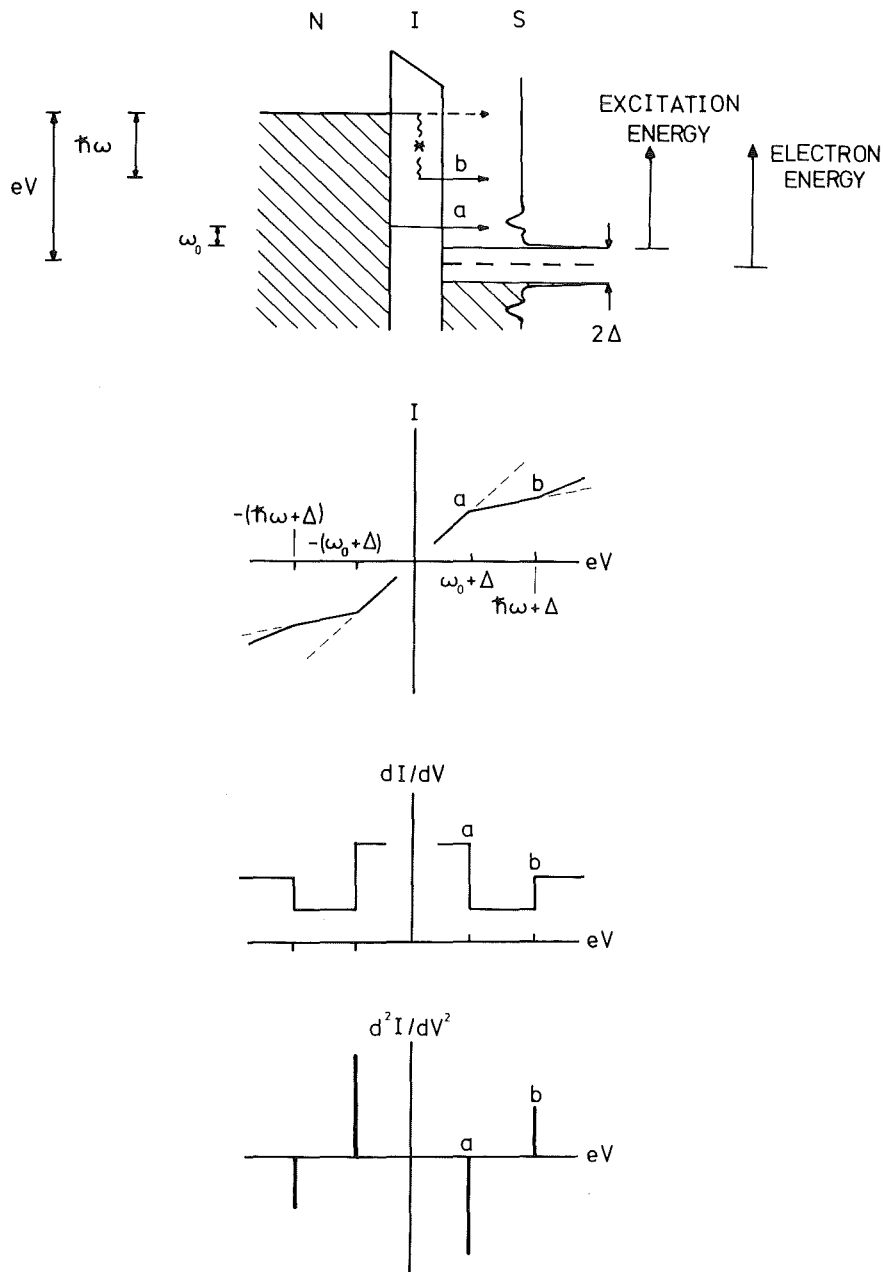 N I S
EXCITATION
ENERGY
ELECTRON
ENERGY
ħω
eV
b
a
ω₀
2Δ
I
a
b
-(ħω+Δ)
-(ω₀+Δ)
eV
ω₀+Δ
ħω+Δ
dI/dV
a
b
eV
d²I/dV²
b
a
eV